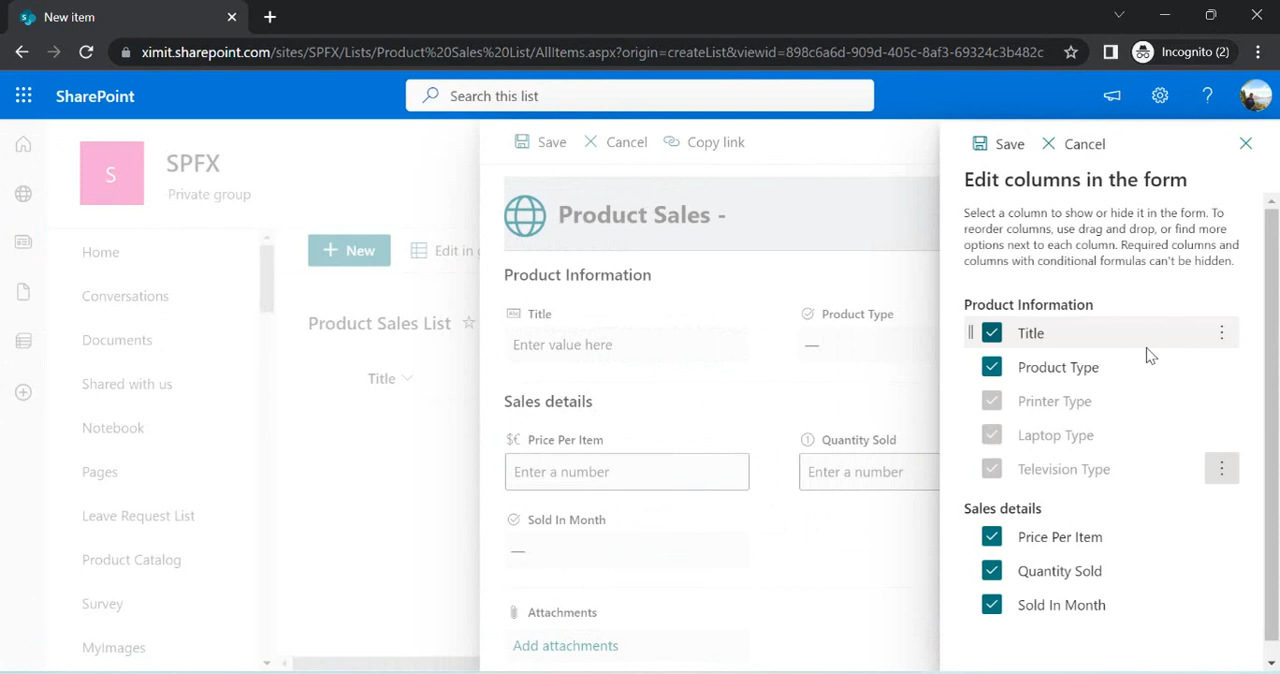 New item
ximit.sharepoint.com/sites/SPFX/Lists/Product%20Sales%20List/AllItems.aspx?origin=createList&viewid=898c6a6d-909d-405c-8af3-69324c3b482c
Incognito (2)
SharePoint
Search this list
S
SPFX
Private group
Home
Conversations
Documents
Shared with us
Notebook
Pages
Leave Request List
Product Catalog
Survey
MyImages
New
Edit in g
Product Sales List
Title
Save
Cancel
Copy link
Product Sales -
Product Information
Abc Title
Product Type
Enter value here
—
Sales details
$€ Price Per Item
Quantity Sold
Enter a number
Enter a number
Sold In Month
—
Attachments
Add attachments
Save
Cancel
Edit columns in the form
Select a column to show or hide it in the form. To
reorder columns, use drag and drop, or find more
options next to each column. Required columns and
columns with conditional formulas can't be hidden.
Product Information
Title
Product Type
Printer Type
Laptop Type
Television Type
Sales details
Price Per Item
Quantity Sold
Sold In Month